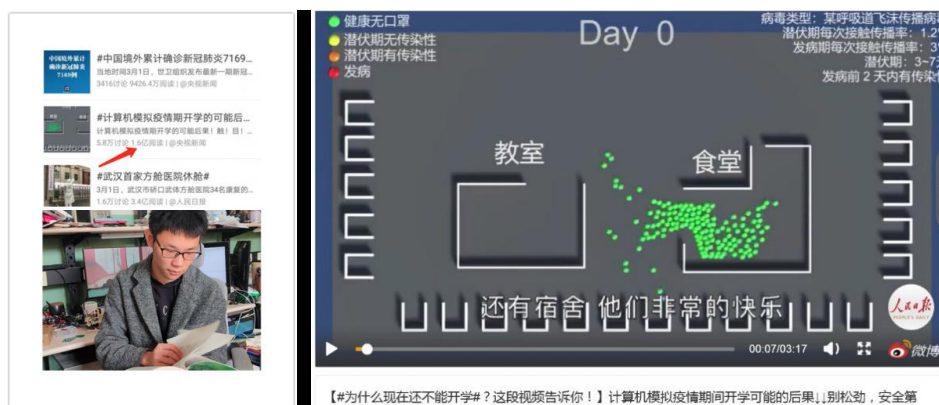 中国境外累计
确诊新冠肺炎
7169例
#中国境外累计确诊新冠肺炎7169...
当地时间3月1日,世卫组织发布最新一期新冠...
3416讨论 9426.4万阅读 | @央视新闻
#计算机模拟疫情期开学的可能后...
计算机模拟疫情期开学的可能后果!触!目!...
5.8万讨论 1.6亿阅读 | @央视新闻
#武汉首家方舱医院休舱#
3月1日,武汉市硚口武体方舱医院34名康复的...
1.6万讨论 3.4亿阅读 | @人民日报
健康无口罩
潜伏期无传染性
潜伏期有传染性
发病
Day 0
病毒类型:某呼吸道飞沫传播病毒
潜伏期每次接触传播率:1.2%
发病期每次接触传播率:3%
潜伏期:3~7天
发病前 2 天内有传染性
教室
食堂
还有宿舍 他们非常的快乐
人民日报
PEOPLE'S DAILY
00:07/03:17
微博
【#为什么现在还不能开学#?这段视频告诉你!】计算机模拟疫情期间开学可能的后果↓↓别松劲,安全第